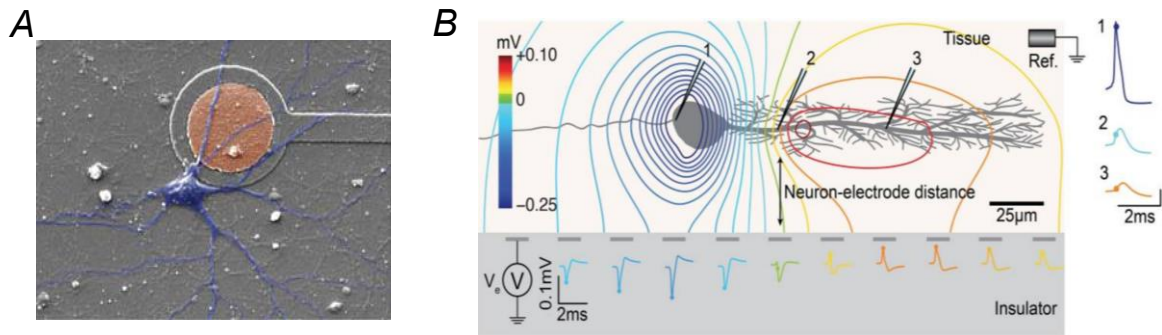 A
B
mV
+0.10
0
−0.25
1
2
3
Tissue
Ref.
Neuron-electrode distance
25µm
Ve
V
0.1mV
2ms
Insulator
1
2
3
2ms